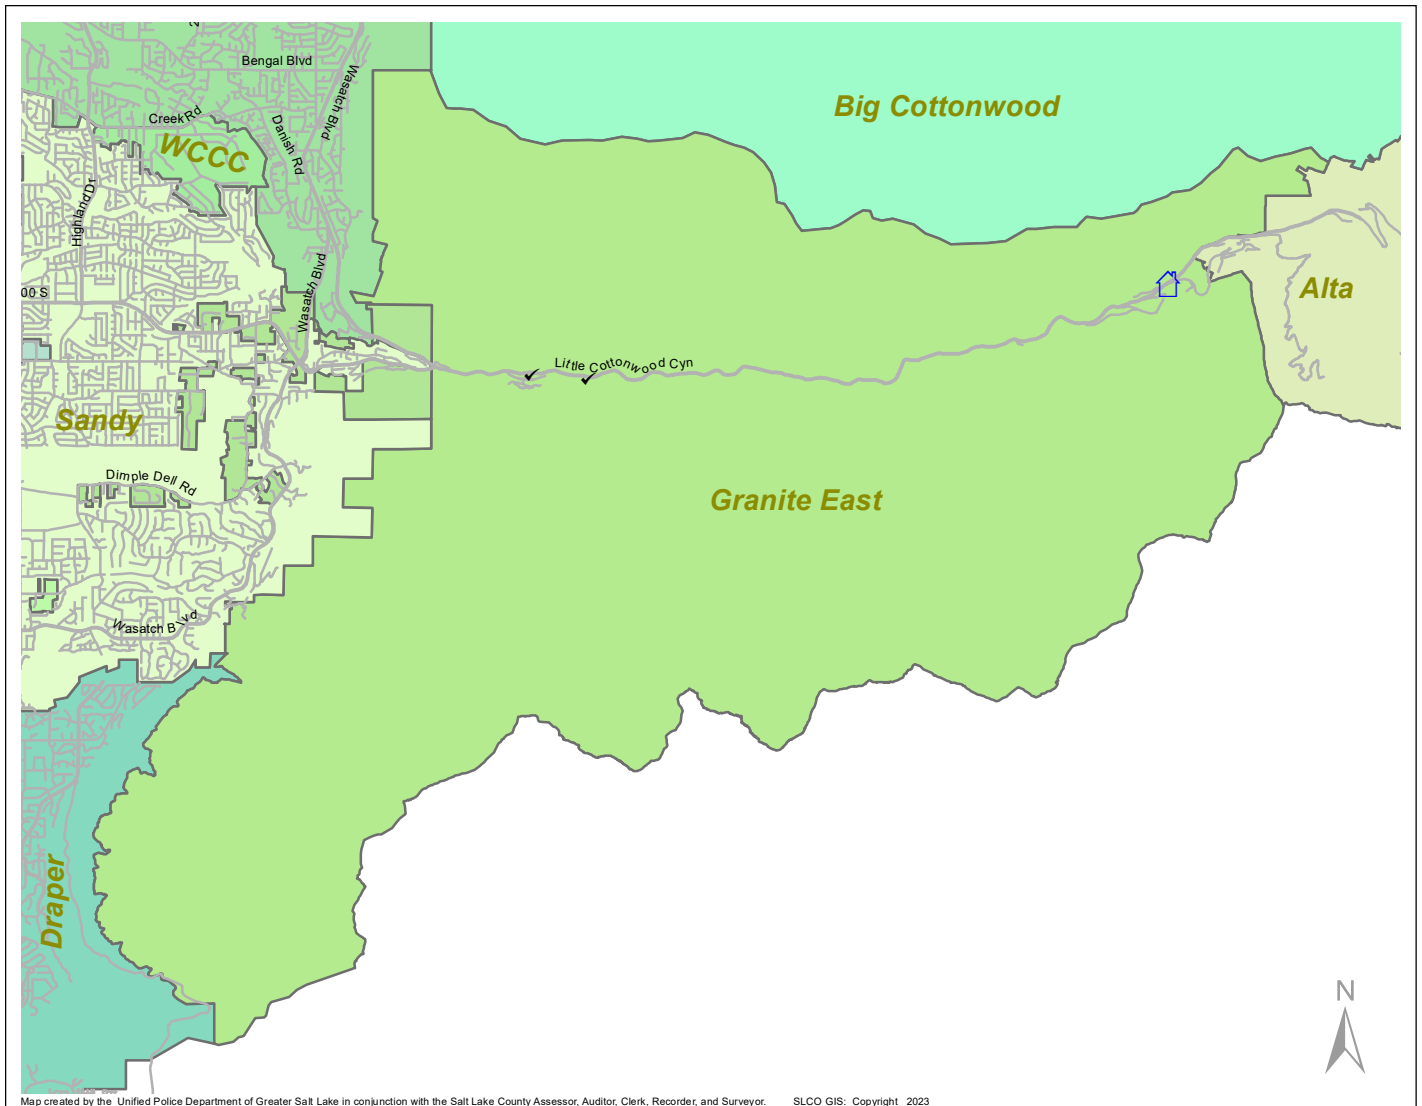 Bengal Blvd
Wasatch Blvd
Big Cottonwood
Creek Rd
Danish Rd
WCCC
Highland Dr
Wasatch Blvd
00 S
Alta
Little Cottonwood Cyn
Sandy
Dimple Dell Rd
Granite East
Wasatch Blvd
Draper
N
Map created by the Unified Police Department of Greater Salt Lake in conjunction with the Salt Lake County Assessor, Auditor, Clerk, Recorder, and Surveyor. SLCO GIS: Copyright 2023